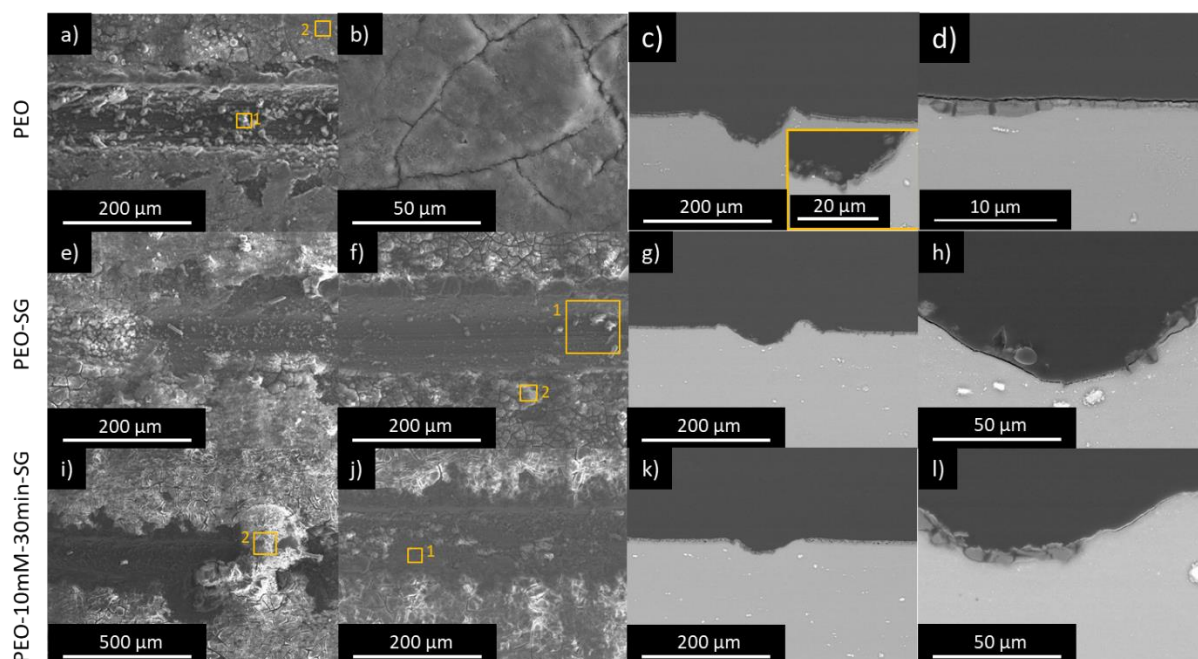 PEO
a)
2
1
200 µm
b)
50 µm
c)
200 µm
20 µm
d)
10 µm
PEO-SG
e)
200 µm
f)
1
2
200 µm
g)
200 µm
h)
50 µm
PEO-10mM-30min-SG
i)
2
500 µm
j)
1
200 µm
k)
200 µm
l)
50 µm